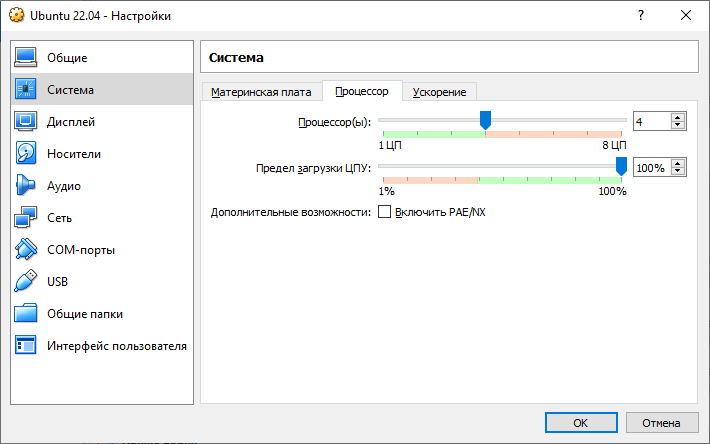 Ubuntu 22.04 - Настройки
?
Общие
Система
Дисплей
Носители
Аудио
Сеть
COM-порты
USB
Общие папки
Интерфейс пользователя
Система
Материнская плата Процессор Ускорение
Процессор(ы): 4
1 ЦП 8 ЦП
Предел загрузки ЦПУ: 100%
1% 100%
Дополнительные возможности: Включить PAE/NX
OK Отмена